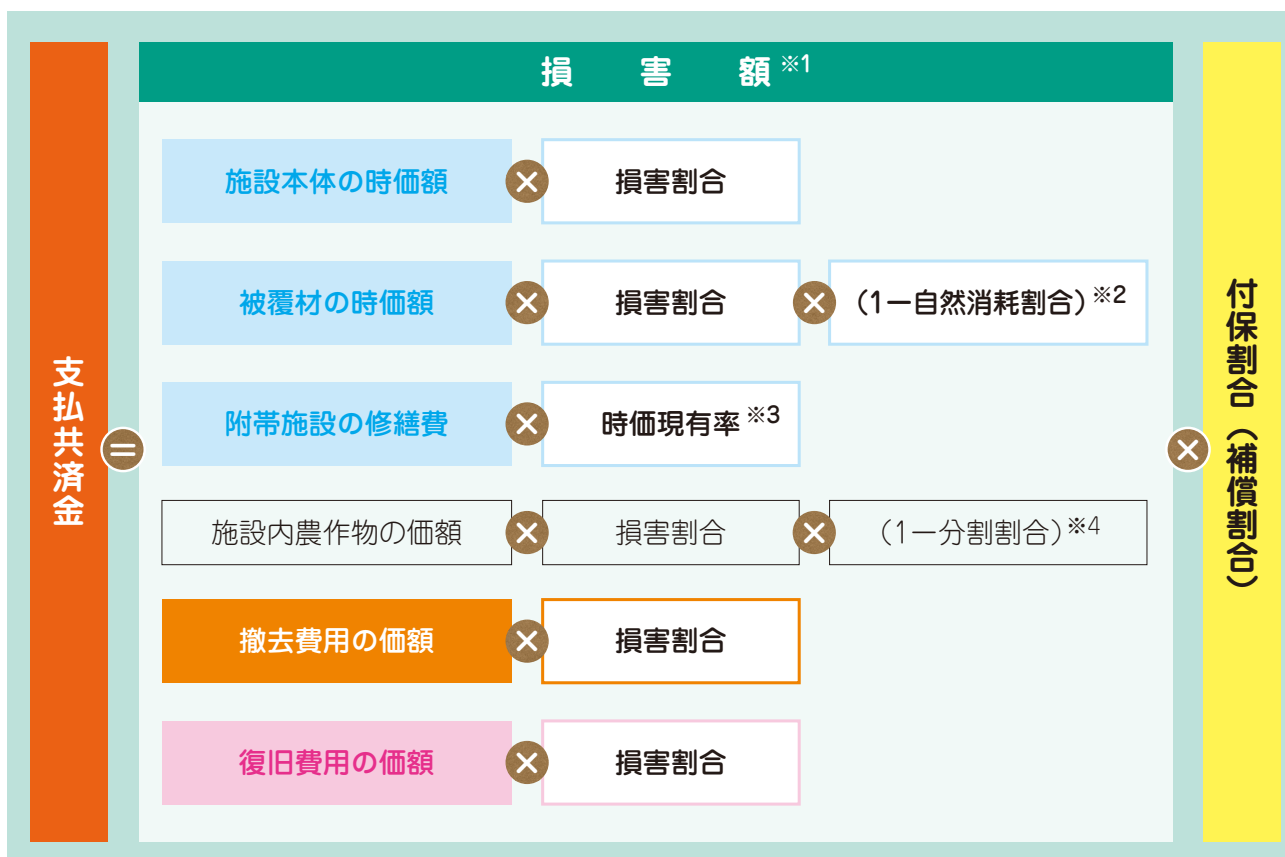 支払共済金
=
損害額※1
施設本体の時価額 × 損害割合
被覆材の時価額 × 損害割合 × (1ー自然消耗割合)※2
附帯施設の修繕費 × 時価現有率※3
施設内農作物の価額 × 損害割合 × (1ー分割割合)※4
撤去費用の価額 × 損害割合
復旧費用の価額 × 損害割合
×
付保割合(補償割合)